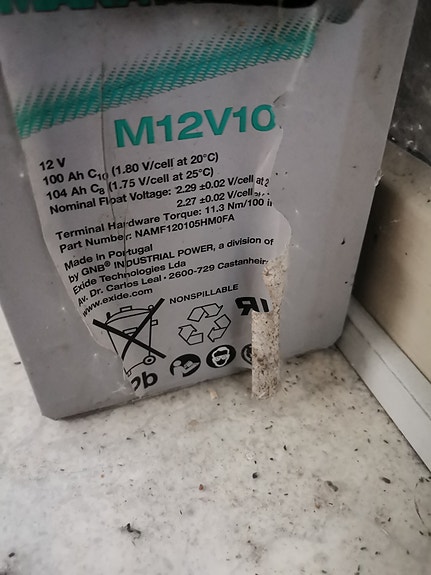 M12V10
12 V
100 Ah C10 (1.80 V/cell at 20°C)
104 Ah C8 (1.75 V/cell at 25°C)
Nominal Float Voltage: 2.29 ±0.02 V/cell at 2
2.27 ±0.02 V/cell
Terminal Hardware Torque: 11.3 Nm/100 i
Part Number: NAMF120105HM0FA
Made in Portugal
by GNB® INDUSTRIAL POWER, a division of
Exide Technologies Lda
Av. Dr. Carlos Leal - 2600-729 Castanheir
www.exide.com
NONSPILLABLE
Pb